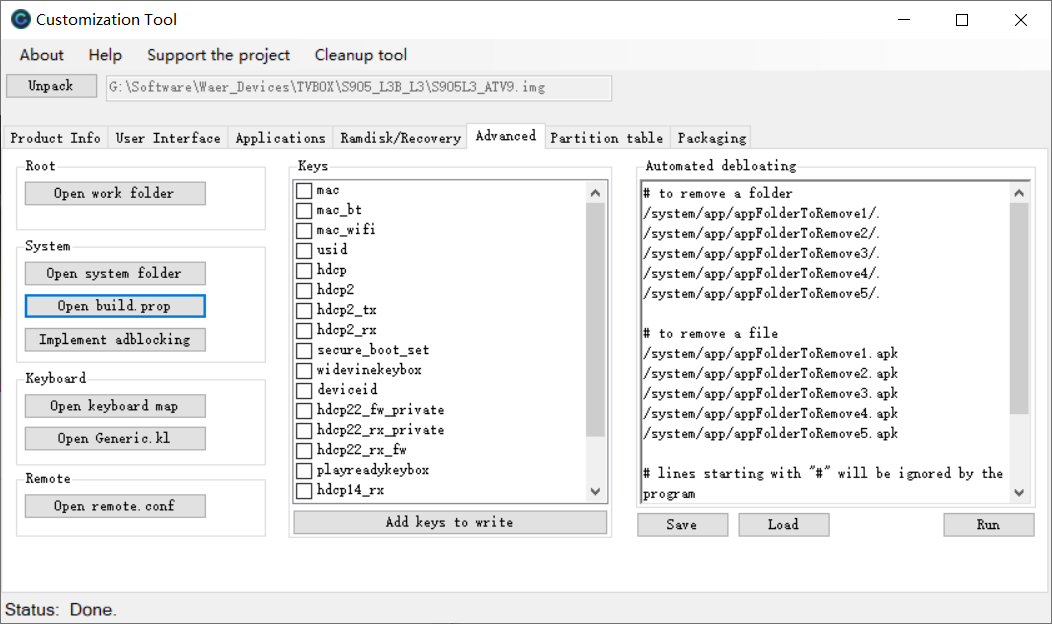 Customization Tool
About Help Support the project Cleanup tool
Unpack G:\Software\Waer_Devices\TVBOX\S905_L3B_L3\S905L3_ATV9.img
Product Info User Interface Applications Ramdisk/Recovery Advanced Partition table Packaging
Root
Open work folder
System
Open system folder
Open build.prop
Implement adblocking
Keyboard
Open keyboard map
Open Generic.kl
Remote
Open remote.conf
Keys
mac
mac_bt
mac_wifi
usid
hdcp
hdcp2
hdcp2_tx
hdcp2_rx
secure_boot_set
widevinekeybox
deviceid
hdcp22_fw_private
hdcp22_rx_private
hdcp22_rx_fw
playreadykeybox
hdcp14_rx
Add keys to write
Automated debloating
# to remove a folder
/system/app/appFolderToRemove1/.
/system/app/appFolderToRemove2/.
/system/app/appFolderToRemove3/.
/system/app/appFolderToRemove4/.
/system/app/appFolderToRemove5/.
# to remove a file
/system/app/appFolderToRemove1.apk
/system/app/appFolderToRemove2.apk
/system/app/appFolderToRemove3.apk
/system/app/appFolderToRemove4.apk
/system/app/appFolderToRemove5.apk
# lines starting with "#" will be ignored by the
program
Save Load Run
Status: Done.